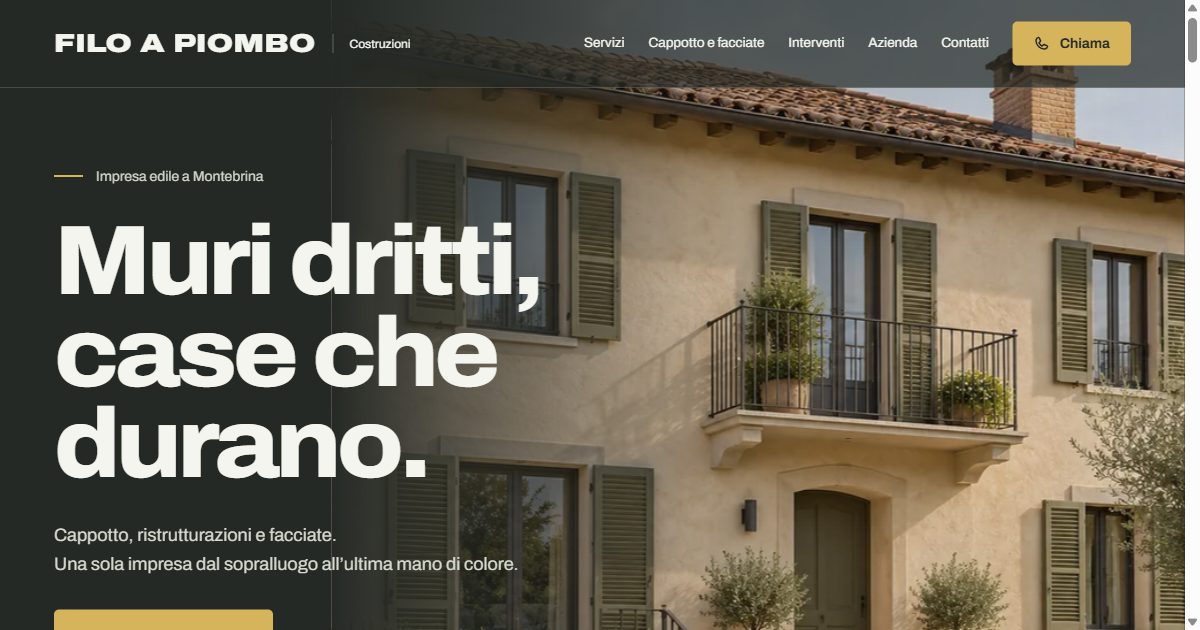 FILO A PIOMBO
Costruzioni
Servizi
Cappotto e facciate
Interventi
Azienda
Contatti
Chiama
Impresa edile a Montebrina
Muri dritti,
case che
durano.
Cappotto, ristrutturazioni e facciate.
Una sola impresa dal sopralluogo all’ultima mano di colore.